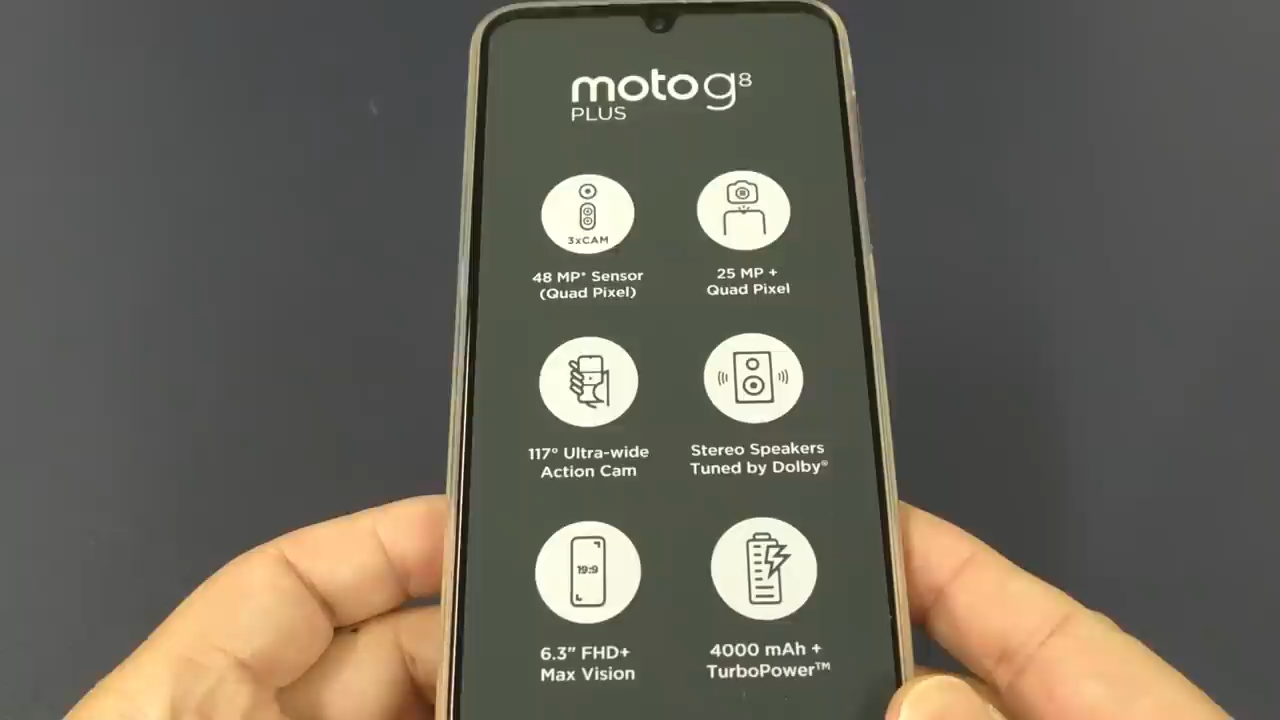 moto g8
PLUS
3xCAM
48 MP* Sensor
(Quad Pixel)
25 MP +
Quad Pixel
117° Ultra-wide
Action Cam
Stereo Speakers
Tuned by Dolby®
19:9
6.3" FHD+
Max Vision
4000 mAh +
TurboPower™